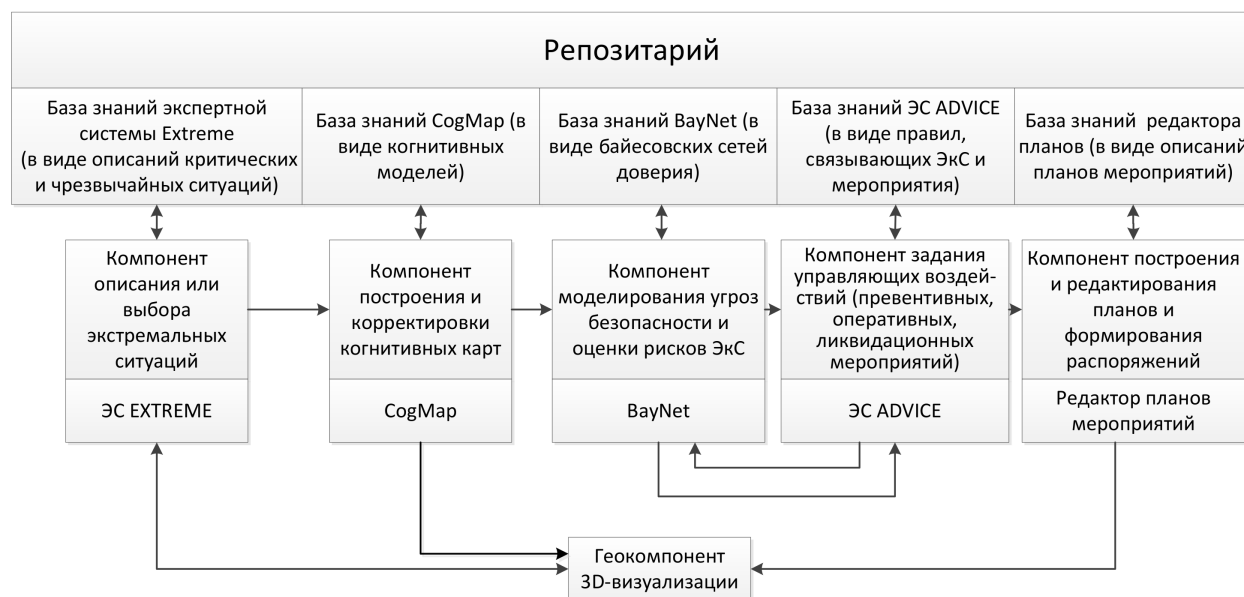 Репозитарий
База знаний экспертной
системы Extreme
(в виде описаний критических
и чрезвычайных ситуаций)
База знаний CogMap (в
виде когнитивных
моделей)
База знаний BayNet (в
виде байесовских сетей
доверия)
База знаний ЭС ADVICE
(в виде правил,
связывающих ЭкС и
мероприятия)
База знаний редактора
планов (в виде описаний
планов мероприятий)
Компонент
описания или
выбора
экстремальных
ситуаций
ЭС EXTREME
Компонент
построения и
корректировки
когнитивных карт
CogMap
Компонент
моделирования угроз
безопасности и
оценки рисков ЭкС
BayNet
Компонент задания
управляющих воздей-
ствий (превентивных,
оперативных,
ликвидационных
мероприятий)
ЭС ADVICE
Компонент построения
и редактирования
планов и
формирования
распоряжений
Редактор планов
мероприятий
Геокомпонент
3D-визуализации